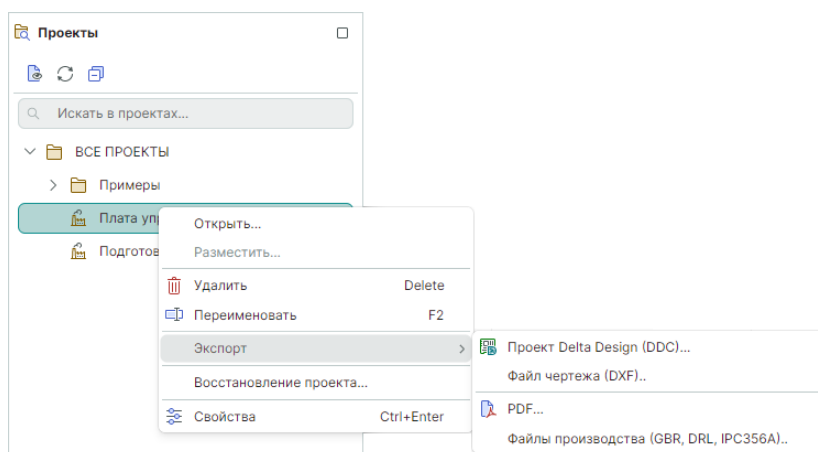 Проекты
Искать в проектах...
ВСЕ ПРОЕКТЫ
Примеры
Плата уп
Подготов
Открыть...
Разместить...
Удалить Delete
Переименовать F2
Экспорт
Восстановление проекта...
Свойства Ctrl+Enter
Проект Delta Design (DDC)...
Файл чертежа (DXF)..
PDF...
Файлы производства (GBR, DRL, IPC356A)..